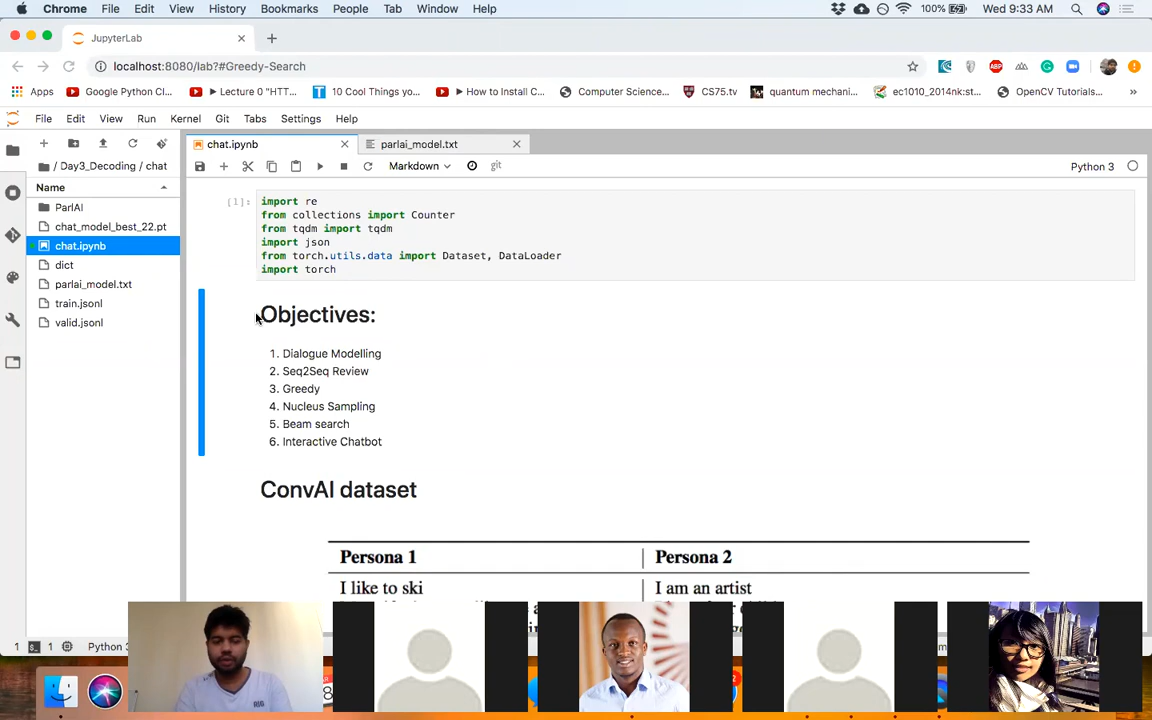 Chrome File Edit View History Bookmarks People Tab Window Help 100% Wed 9:33 AM
JupyterLab
localhost:8080/lab?#Greedy-Search
ABP
Apps Google Python Cl... Lecture 0 "HTT... 10 Cool Things yo... How to Install C... Computer Science... CS75.tv quantum mechani... ec1010_2014nk:st... OpenCV Tutorials... »
File Edit View Run Kernel Git Tabs Settings Help
chat.ipynb parlai_model.txt
/ Day3_Decoding / chat Markdown git Python 3
Name
ParlAI
chat_model_best_22.pt
chat.ipynb
dict
parlai_model.txt
train.jsonl
valid.jsonl
[1]: import re
from collections import Counter
from tqdm import tqdm
import json
from torch.utils.data import Dataset, DataLoader
import torch
Objectives:
1. Dialogue Modelling
2. Seq2Seq Review
3. Greedy
4. Nucleus Sampling
5. Beam search
6. Interactive Chatbot
ConvAI dataset
Persona 1 Persona 2
I like to ski I am an artist
1 1 Python